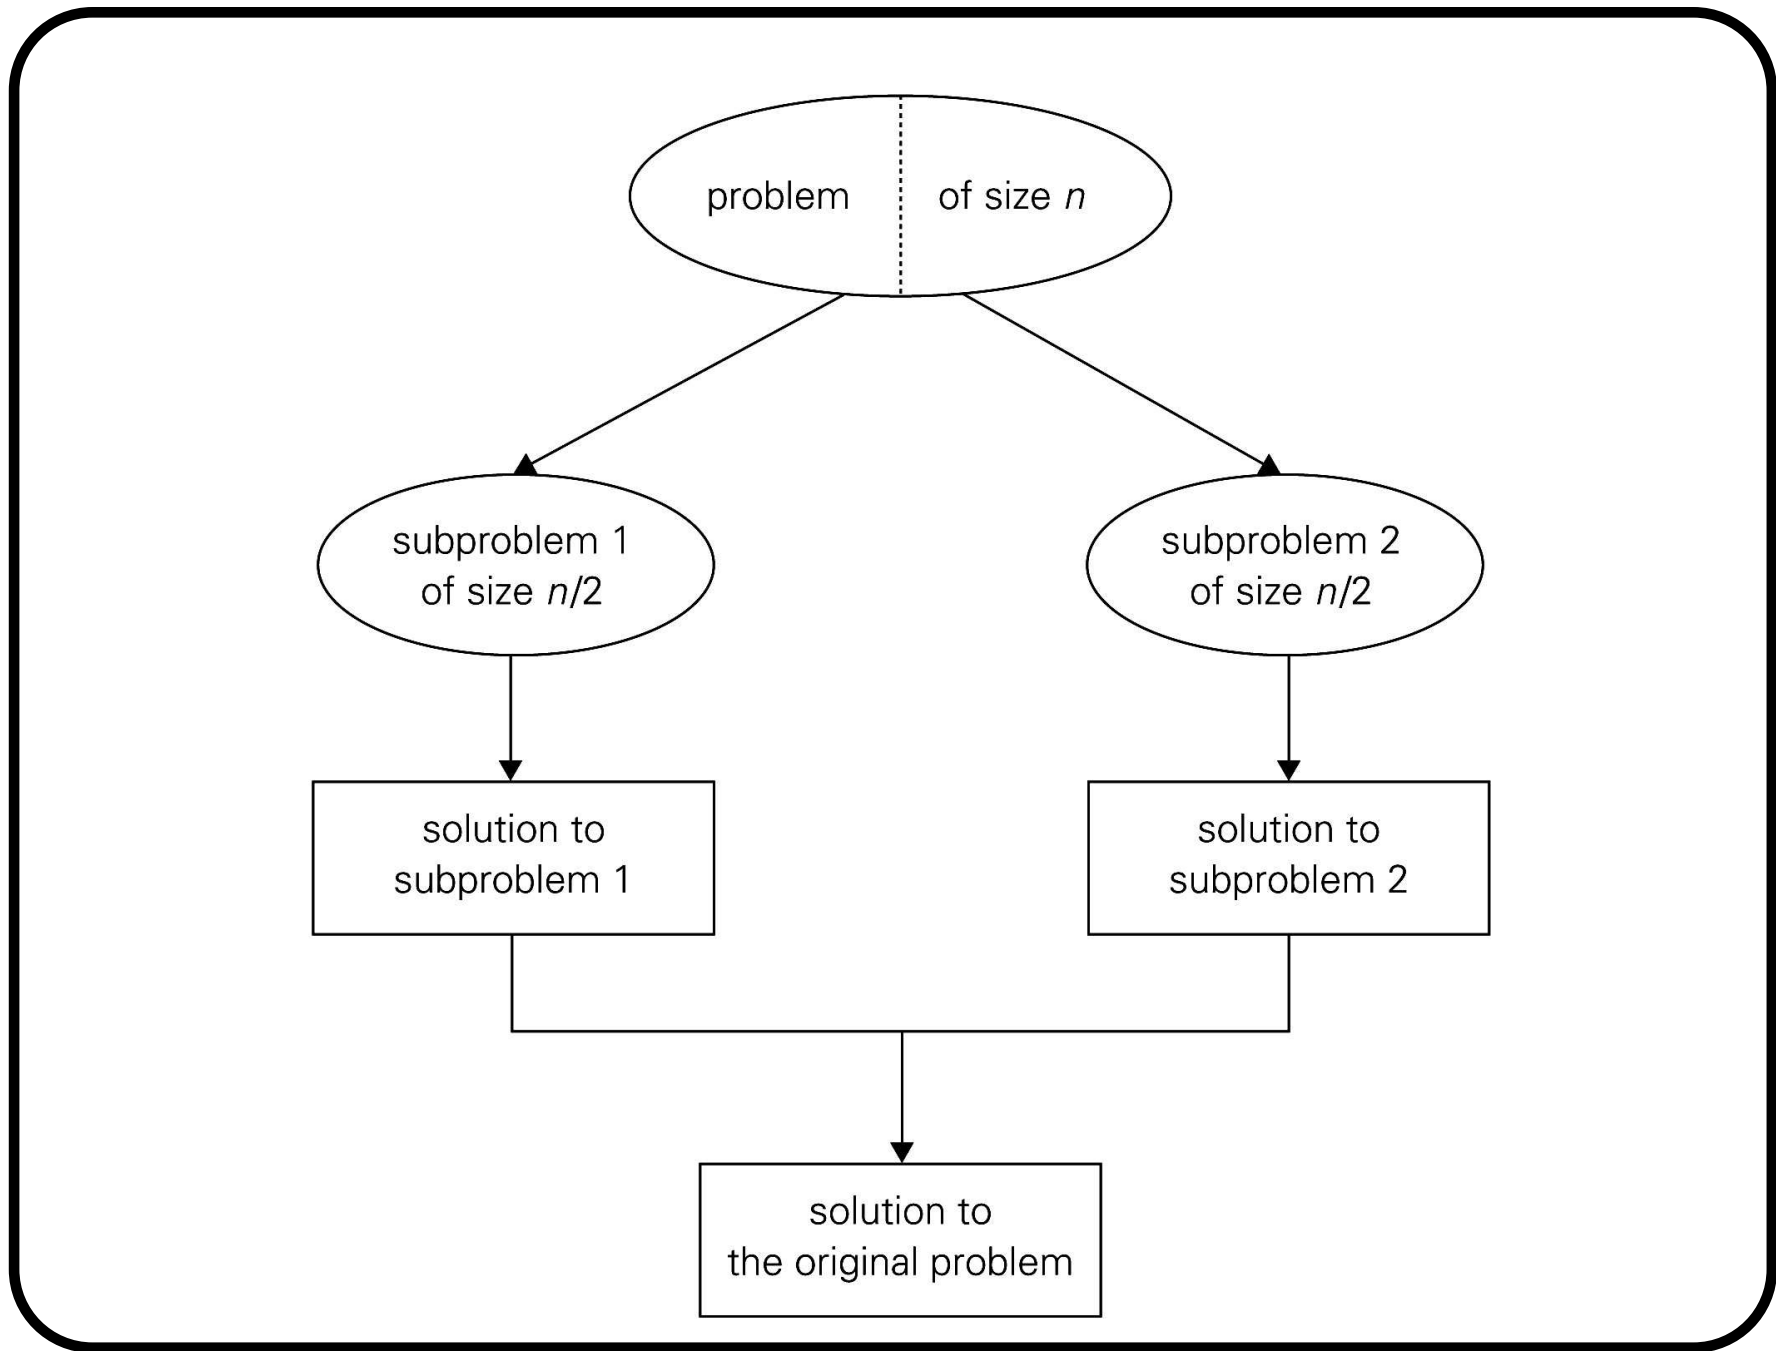 problem of size n
subproblem 1
of size n/2
subproblem 2
of size n/2
solution to
subproblem 1
solution to
subproblem 2
solution to
the original problem